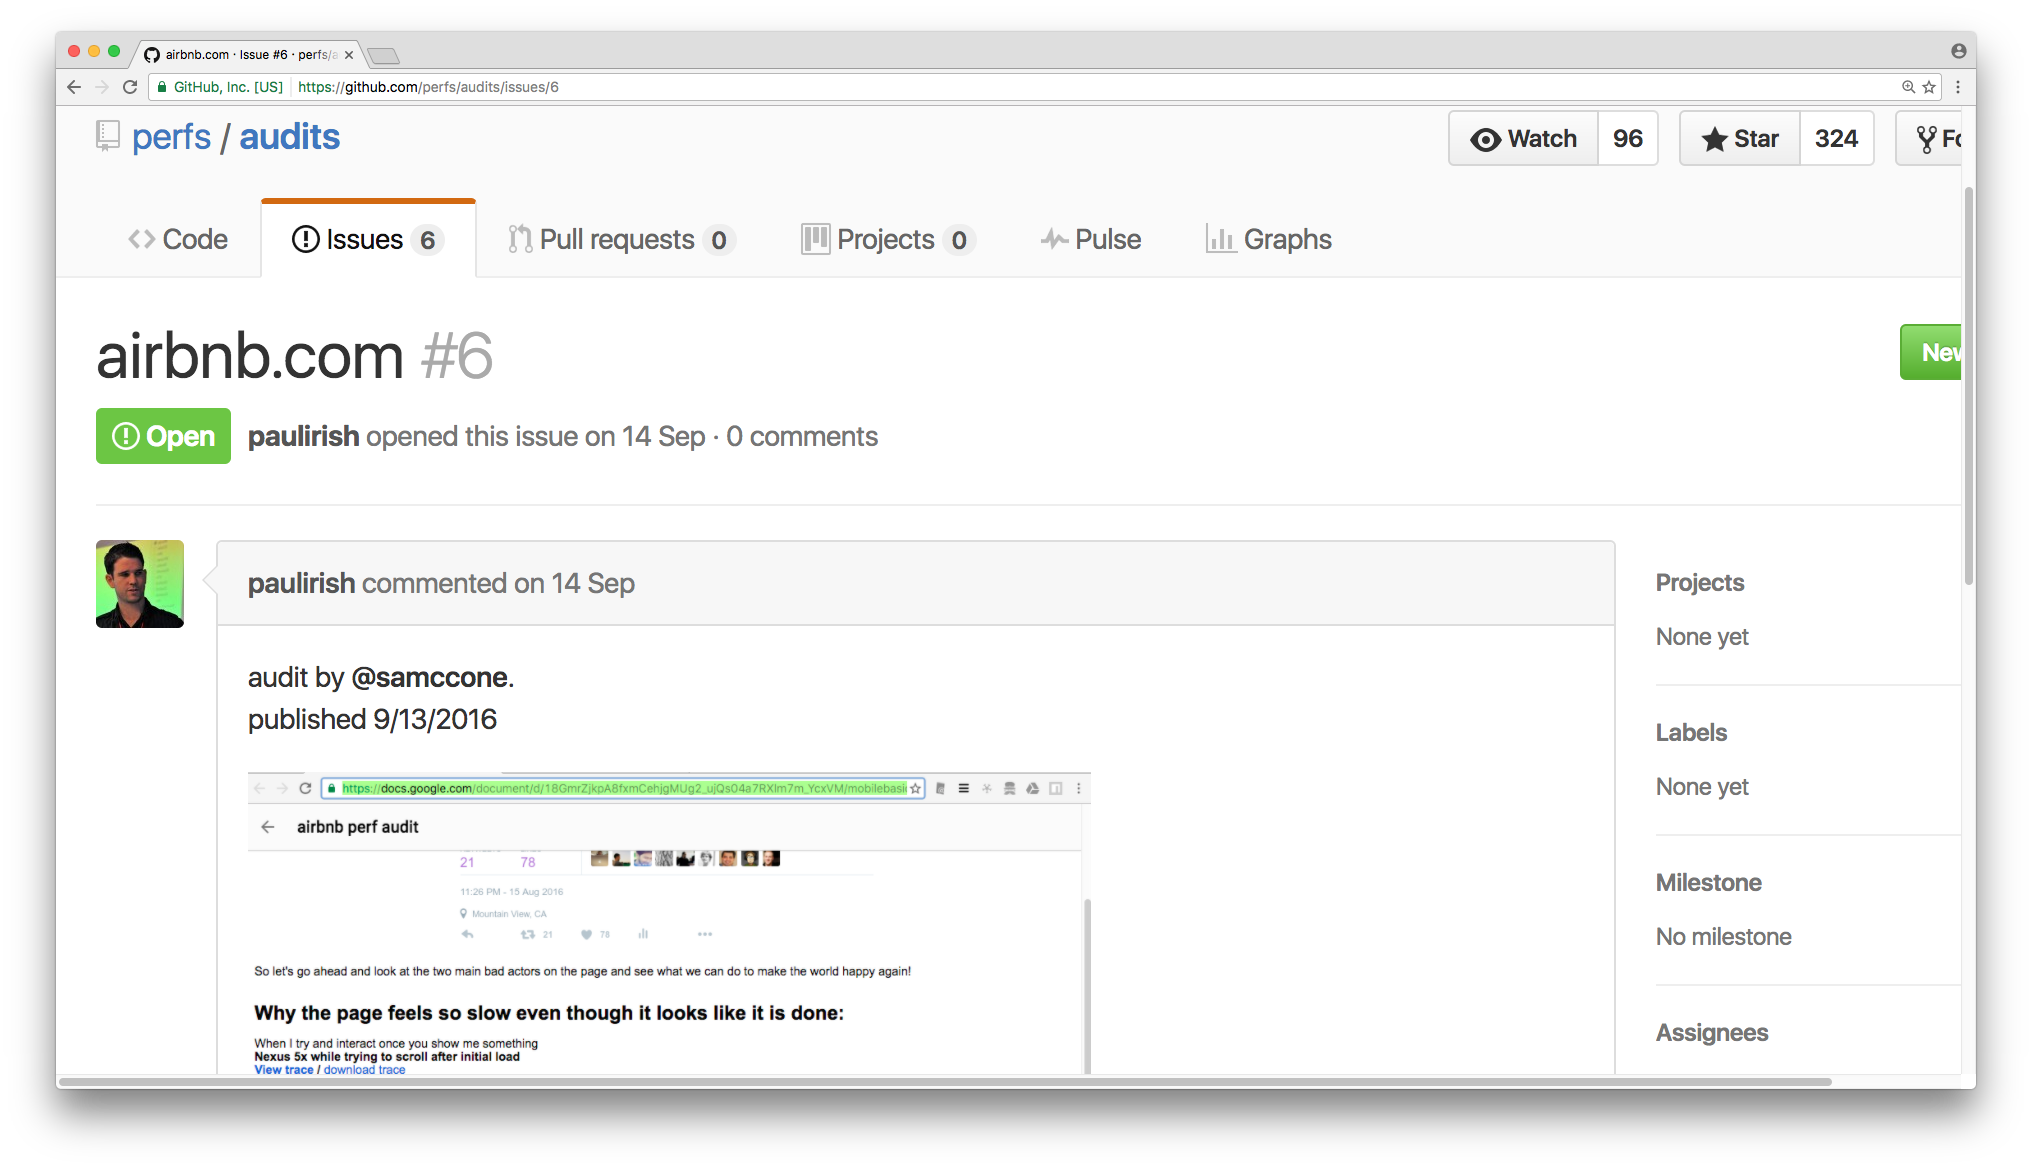 airbnb.com · Issue #6 · perfs/a
GitHub, Inc. [US] https://github.com/perfs/audits/issues/6
perfs / audits
Watch 96 Star 324 Fo
Code Issues 6 Pull requests 0 Projects 0 Pulse Graphs
airbnb.com #6
New
Open paulirish opened this issue on 14 Sep · 0 comments
paulirish commented on 14 Sep
audit by @samccone.
published 9/13/2016
https://docs.google.com/document/d/18GmrZjkpA8fxmCehjgMUg2_ujQs04a7RXlm7m_YcxVM/mobilebasic
airbnb perf audit
21 78
11:26 PM - 15 Aug 2016
Mountain View, CA
21 78
So let's go ahead and look at the two main bad actors on the page and see what we can do to make the world happy again!
Why the page feels so slow even though it looks like it is done:
When I try and interact once you show me something
Nexus 5x while trying to scroll after initial load
View trace / download trace
Projects
None yet
Labels
None yet
Milestone
No milestone
Assignees